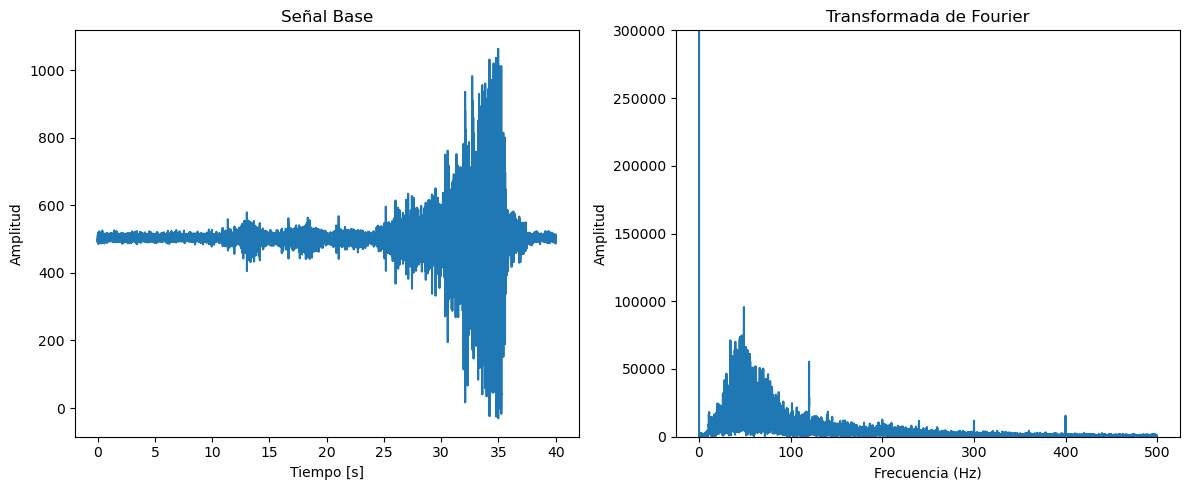 Señal Base
Amplitud
1000
800
600
400
200
0
0 5 10 15 20 25 30 35 40
Tiempo [s]
Transformada de Fourier
Amplitud
300000
250000
200000
150000
100000
50000
0
0 100 200 300 400 500
Frecuencia (Hz)